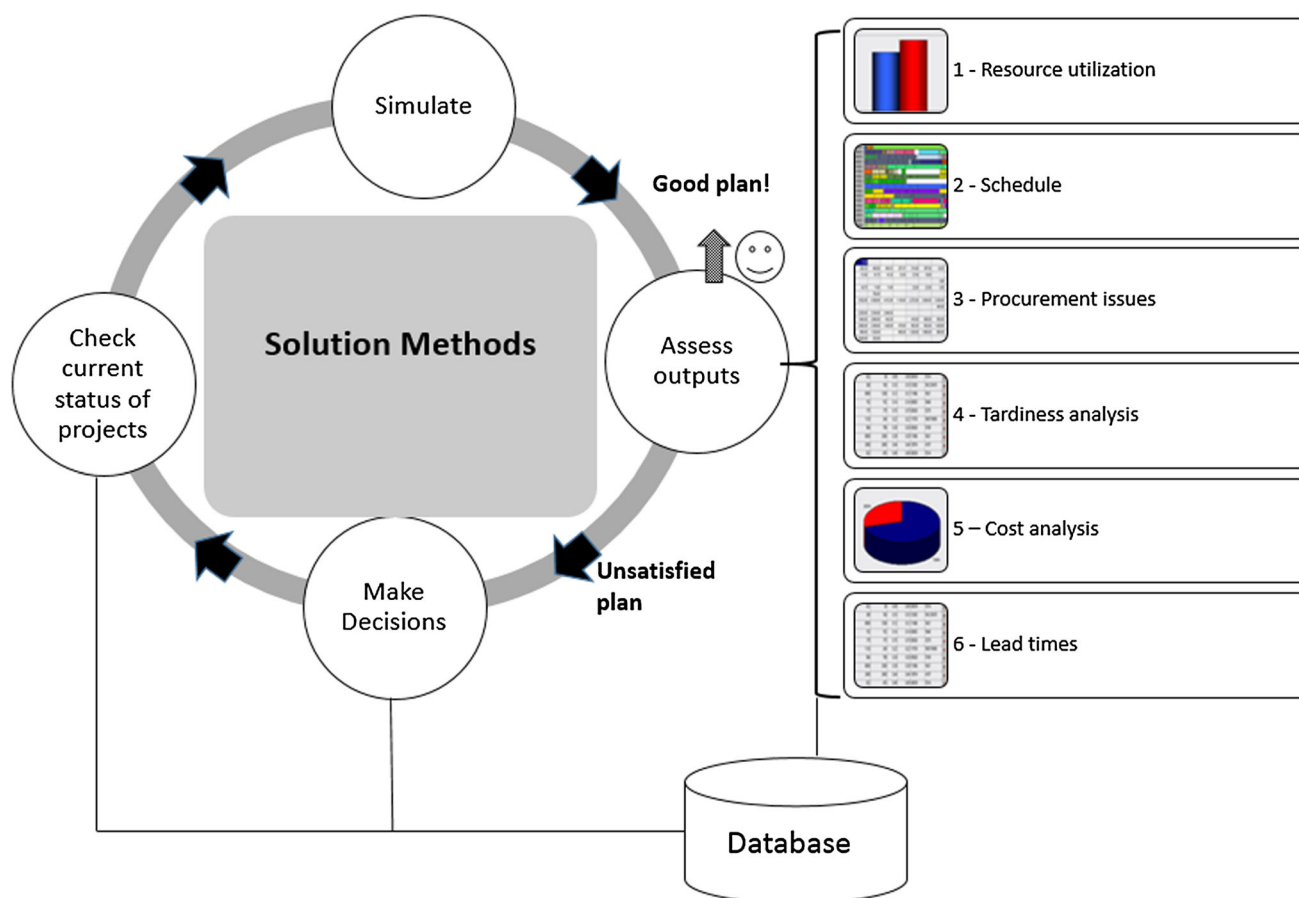 Simulate
Good plan!
Solution Methods
Check
current
status of
projects
Assess
outputs
Unsatisfied
plan
Make
Decisions
1 - Resource utilization
2 - Schedule
3 - Procurement issues
4 - Tardiness analysis
5 – Cost analysis
6 - Lead times
Database